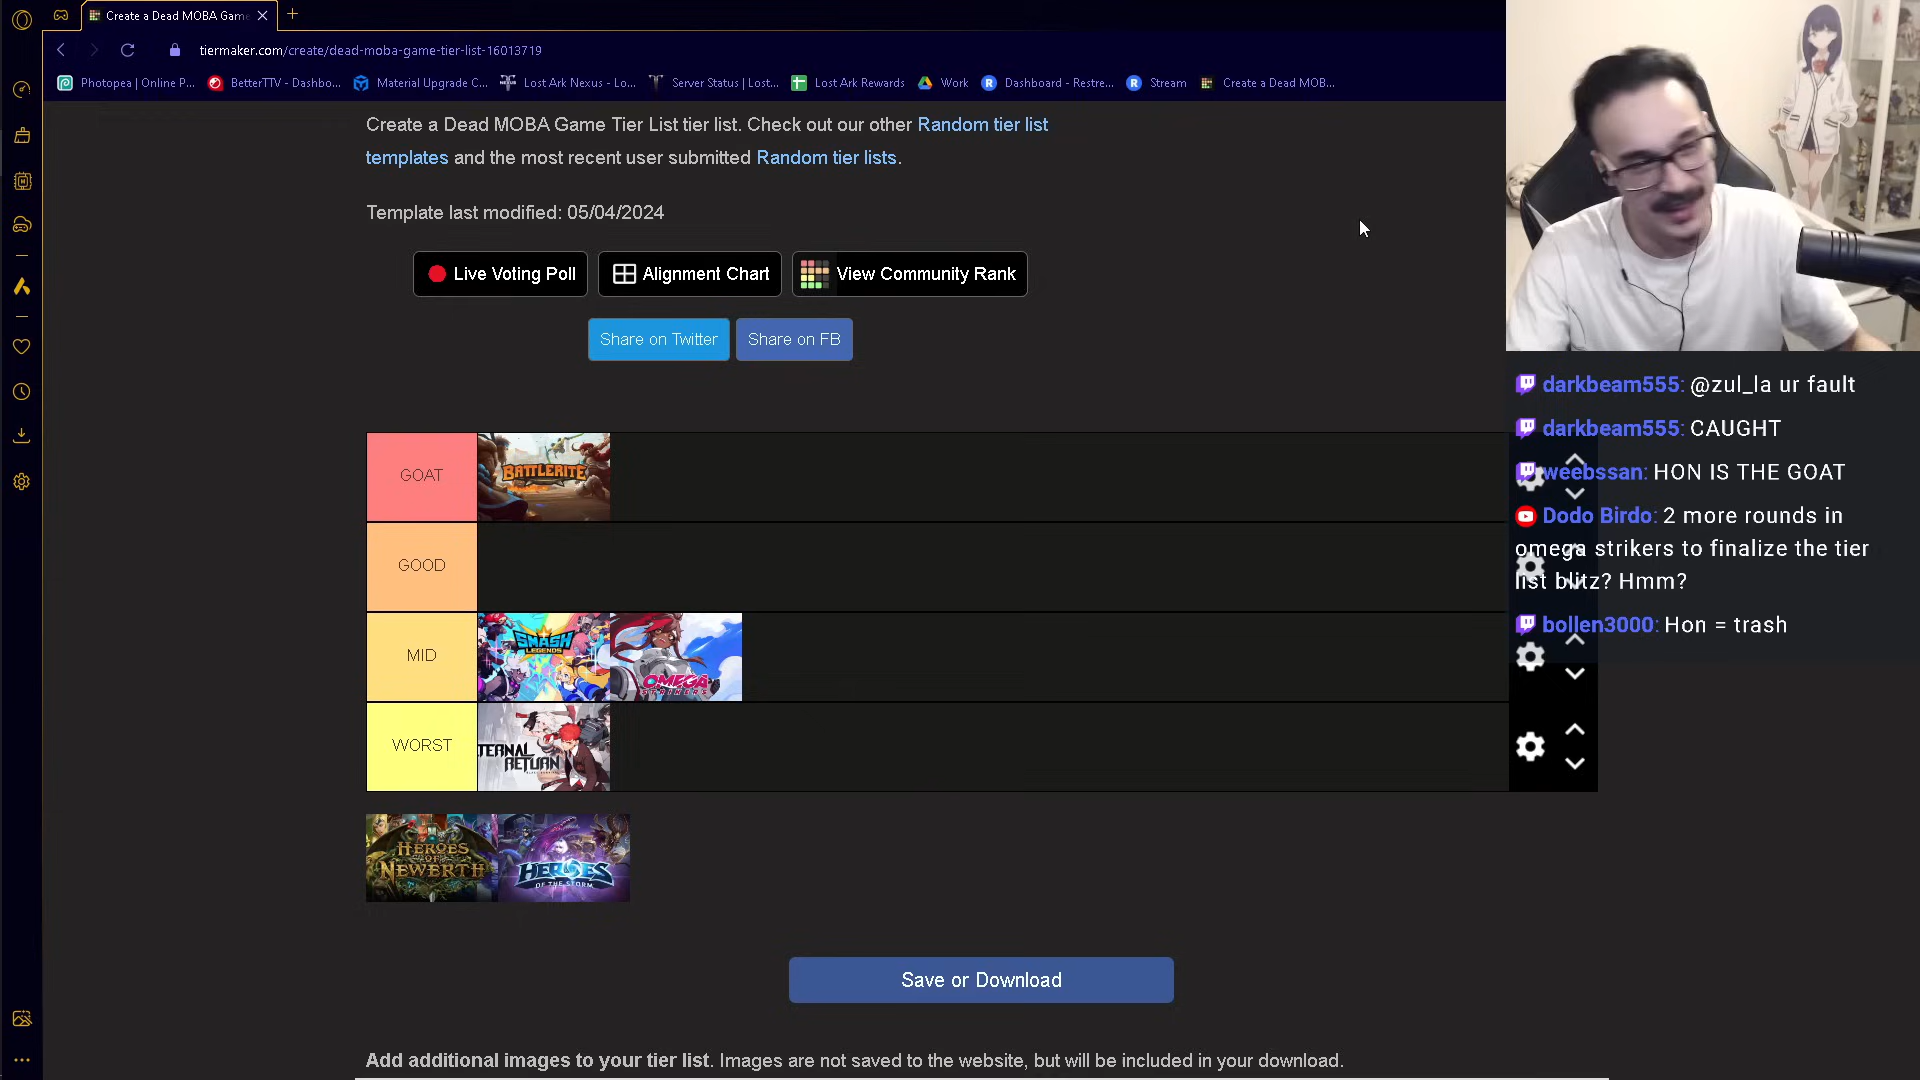 Create a Dead MOBA Game
tiermaker.com/create/dead-moba-game-tier-list-16013719
Photopea | Online P...
BetterTTV - Dashbo...
Material Upgrade C...
Lost Ark Nexus - Lo...
Server Status | Lost...
Lost Ark Rewards
Work
Dashboard - Restre...
Stream
Create a Dead MOB...
Create a Dead MOBA Game Tier List tier list. Check out our other Random tier list
templates and the most recent user submitted Random tier lists.
Template last modified: 05/04/2024
Live Voting Poll
Alignment Chart
View Community Rank
Share on Twitter
Share on FB
GOAT
BATTLERITE
GOOD
MID
SMASH
LEGENDS
OMEGA
STRIKERS
WORST
TERNAL
RETURN
HEROES
OF
NEWERTH
HEROES
OF THE STORM
Save or Download
Add additional images to your tier list. Images are not saved to the website, but will be included in your download.
darkbeam555: @zul_la ur fault
darkbeam555: CAUGHT
weebssan: HON IS THE GOAT
Dodo Birdo: 2 more rounds in
omega strikers to finalize the tier
list blitz? Hmm?
bollen3000: Hon = trash